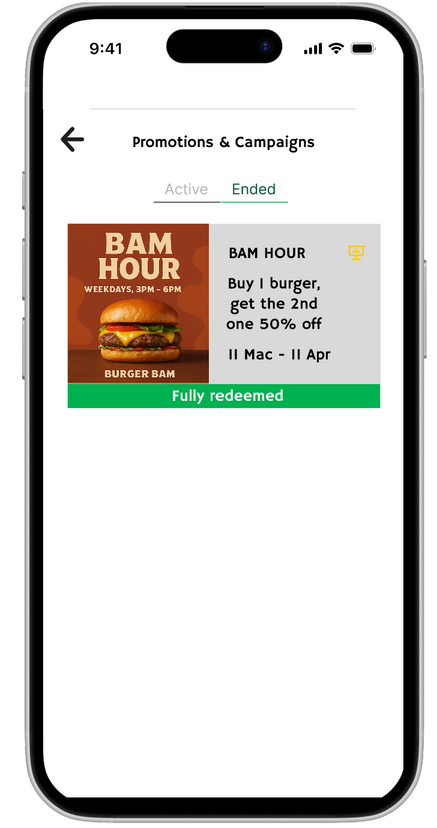 9:41
Promotions & Campaigns
Active Ended
BAM
HOUR
WEEKDAYS, 3PM - 6PM
BURGER BAM
BAM HOUR
Buy 1 burger,
get the 2nd
one 50% off
11 Mac - 11 Apr
Fully redeemed